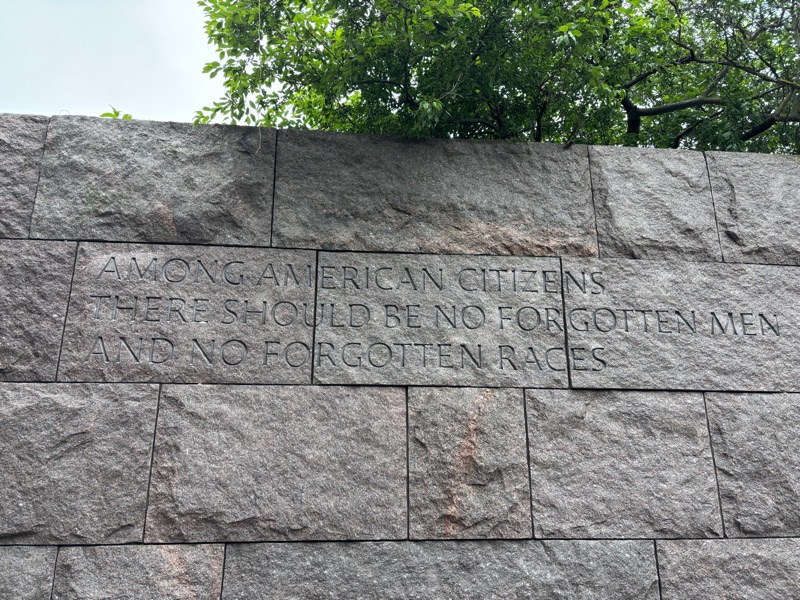 AMONG AMERICAN CITIZENS
THERE SHOULD BE NO FORGOTTEN MEN
AND NO FORGOTTEN RACES